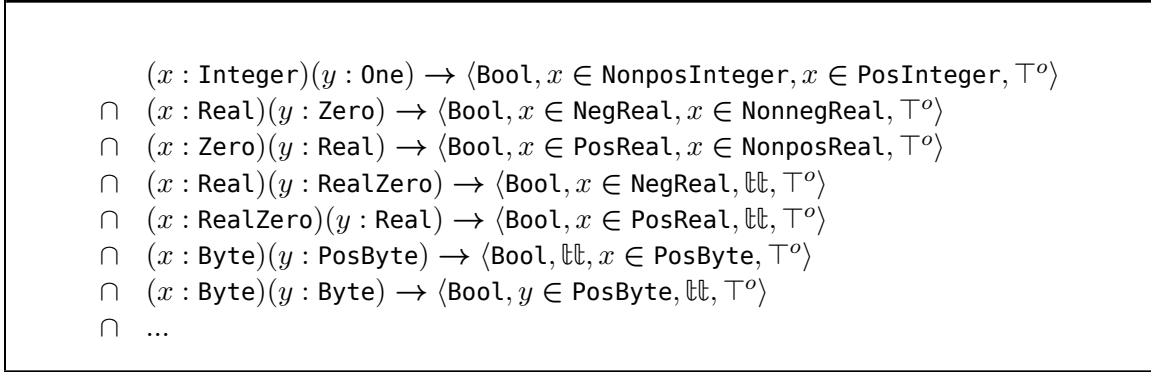 (x : Integer)(y : One) → ⟨Bool, x ∈ NonposInteger, x ∈ PosInteger, ⊤ᵒ⟩
∩ (x : Real)(y : Zero) → ⟨Bool, x ∈ NegReal, x ∈ NonnegReal, ⊤ᵒ⟩
∩ (x : Zero)(y : Real) → ⟨Bool, x ∈ PosReal, x ∈ NonposReal, ⊤ᵒ⟩
∩ (x : Real)(y : RealZero) → ⟨Bool, x ∈ NegReal, 𝕥𝕥, ⊤ᵒ⟩
∩ (x : RealZero)(y : Real) → ⟨Bool, x ∈ PosReal, 𝕥𝕥, ⊤ᵒ⟩
∩ (x : Byte)(y : PosByte) → ⟨Bool, 𝕥𝕥, x ∈ PosByte, ⊤ᵒ⟩
∩ (x : Byte)(y : Byte) → ⟨Bool, y ∈ PosByte, 𝕥𝕥, ⊤ᵒ⟩
∩ ...